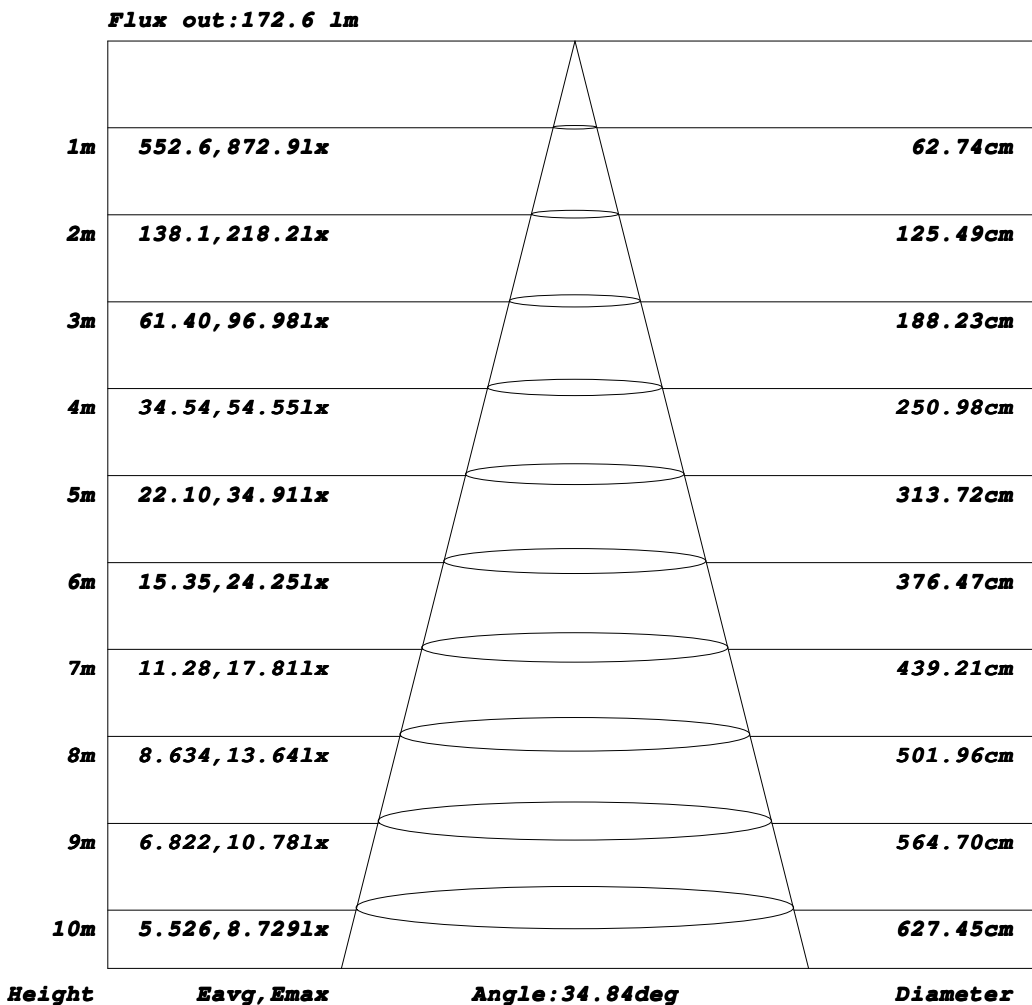 Flux out:172.6 lm
1m 552.6,872.9lx 62.74cm
2m 138.1,218.2lx 125.49cm
3m 61.40,96.98lx 188.23cm
4m 34.54,54.55lx 250.98cm
5m 22.10,34.91lx 313.72cm
6m 15.35,24.25lx 376.47cm
7m 11.28,17.81lx 439.21cm
8m 8.634,13.64lx 501.96cm
9m 6.822,10.78lx 564.70cm
10m 5.526,8.729lx 627.45cm
Height Eavg,Emax Angle:34.84deg Diameter